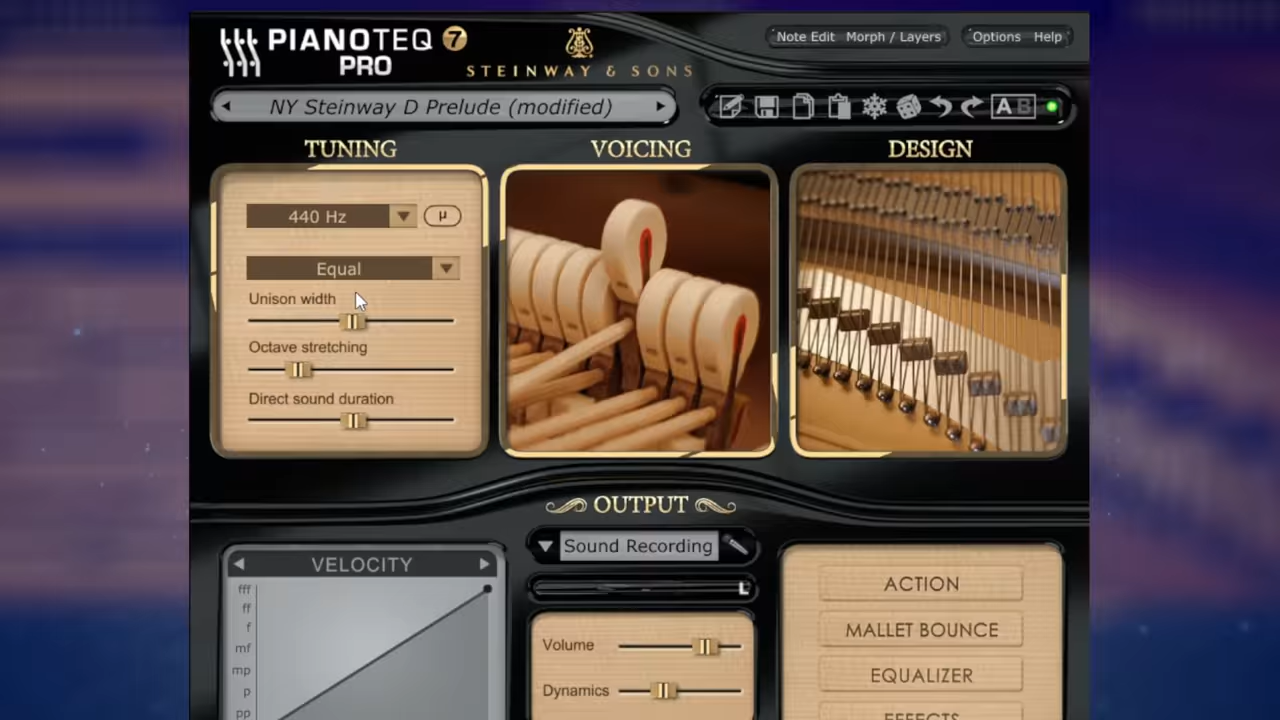 PIANOTEQ 7
PRO
STEINWAY & SONS
Note Edit Morph / Layers
Options Help
NY Steinway D Prelude (modified)
A B
TUNING
VOICING
DESIGN
440 Hz
μ
Equal
Unison width
Octave stretching
Direct sound duration
OUTPUT
Sound Recording
L
VELOCITY
fff
ff
f
mf
mp
p
pp
Volume
Dynamics
ACTION
MALLET BOUNCE
EQUALIZER
EFFECTS